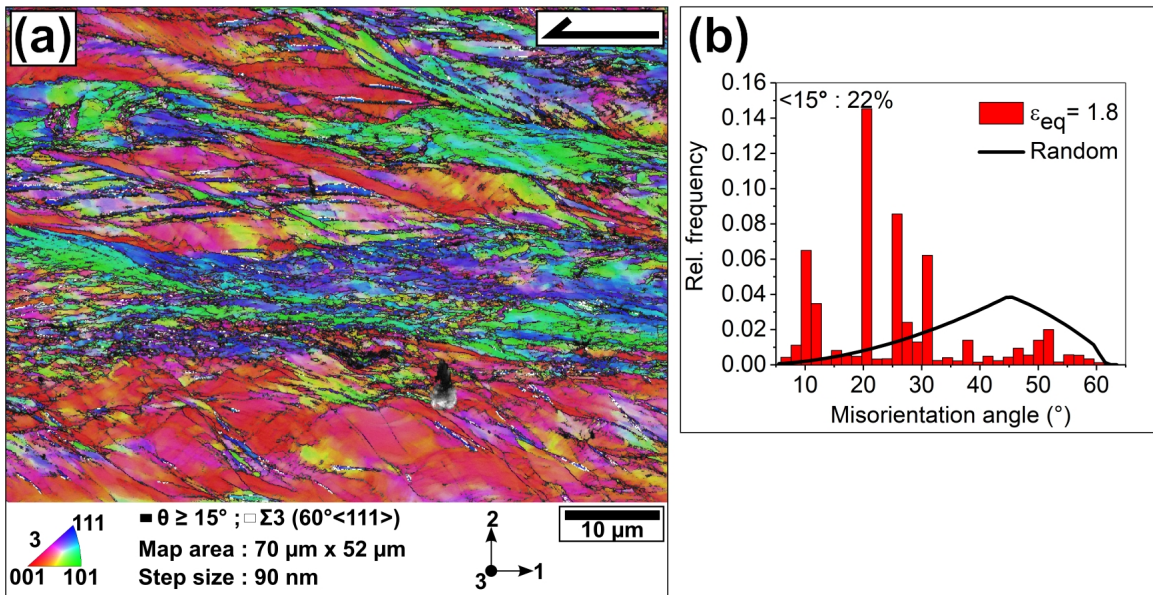 (a)
111
3
001 101
■ θ ≥ 15° ; □ Σ3 (60°<111>)
Map area : 70 µm x 52 µm
Step size : 90 nm
2
3 1
10 µm
(b)
<15° : 22%
εeq= 1.8
Random
Rel. frequency
0.16
0.14
0.12
0.10
0.08
0.06
0.04
0.02
0.00
10 20 30 40 50 60
Misorientation angle (°)